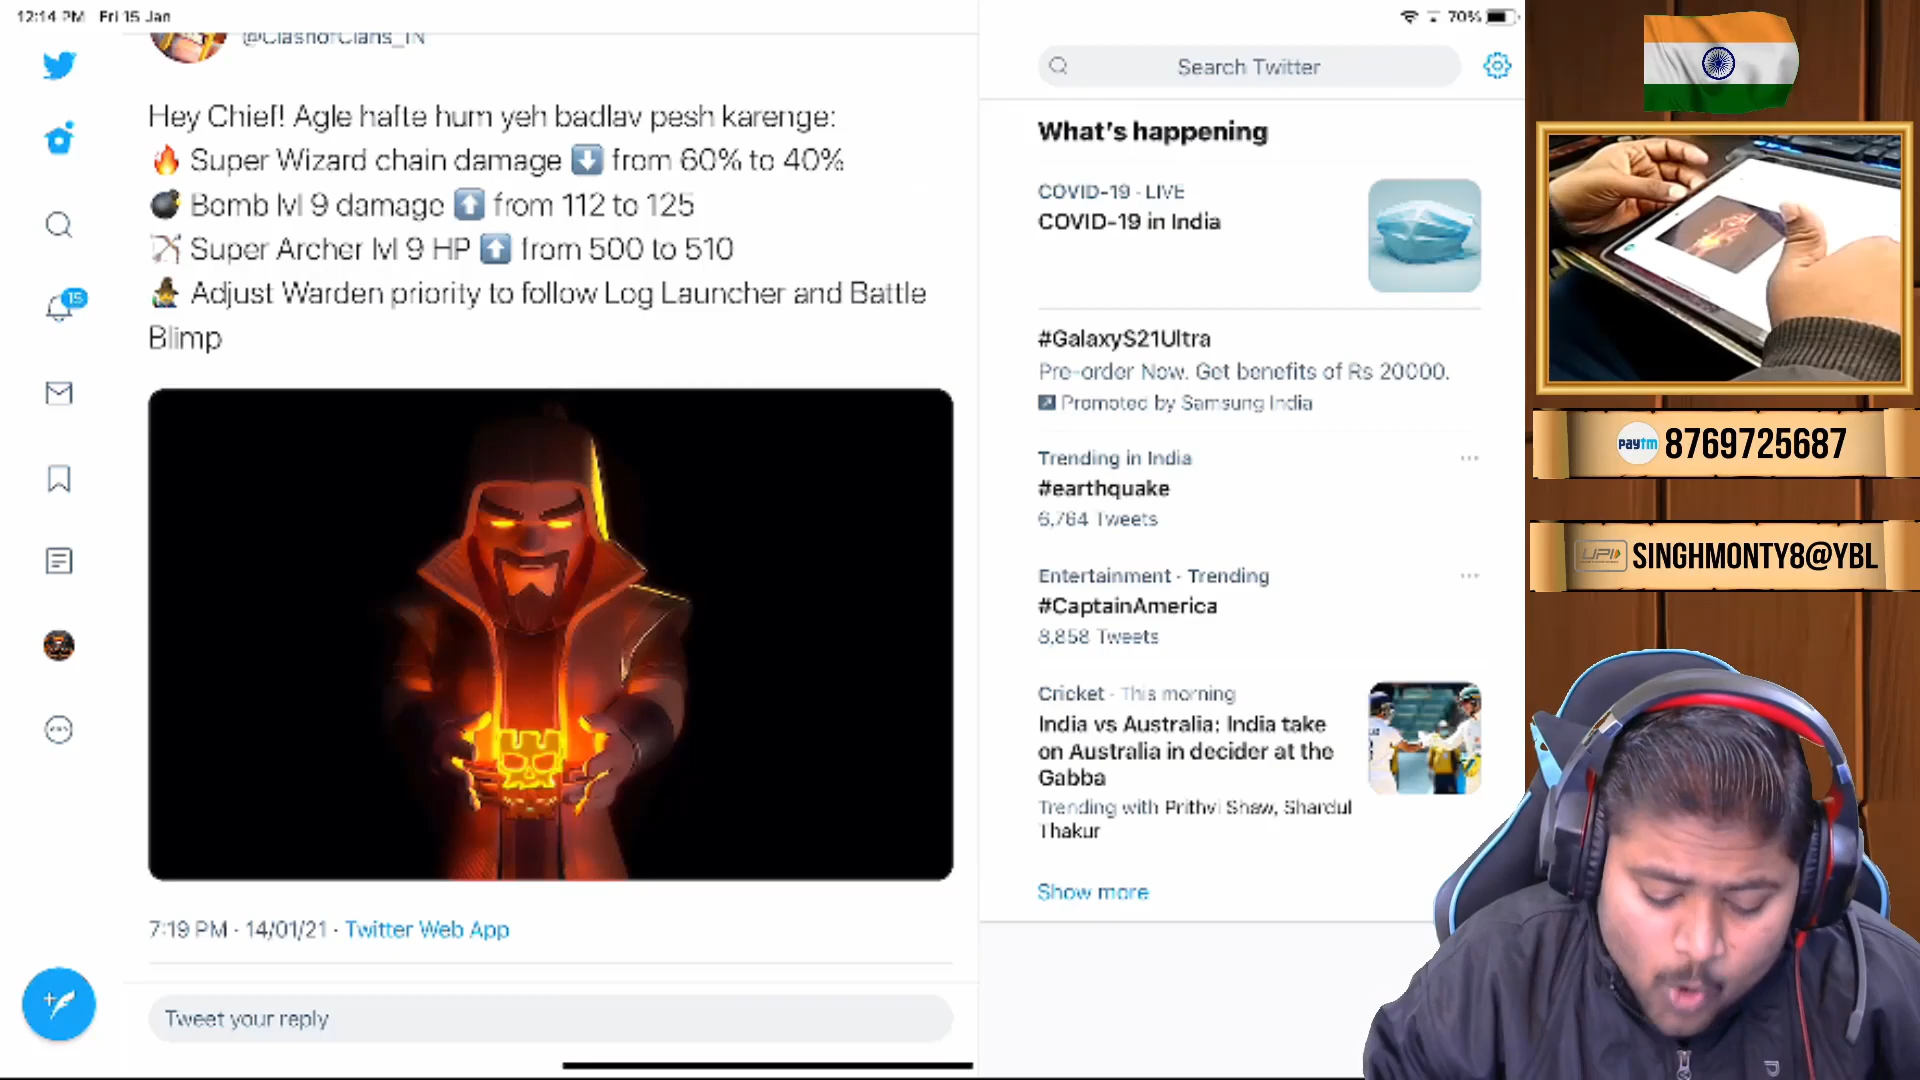 12:14 PM Fri 15 Jan
70%
@ClashofClans_IN
Hey Chief! Agle hafte hum yeh badlav pesh karenge:
🔥 Super Wizard chain damage ⬇️ from 60% to 40%
💣 Bomb lvl 9 damage ⬆️ from 112 to 125
🏹 Super Archer lvl 9 HP ⬆️ from 500 to 510
Adjust Warden priority to follow Log Launcher and Battle
Blimp
7:19 PM · 14/01/21 · Twitter Web App
Tweet your reply
15
Search Twitter
What's happening
COVID-19 · LIVE
COVID-19 in India
#GalaxyS21Ultra
Pre-order Now. Get benefits of Rs 20000.
Promoted by Samsung India
Trending in India
#earthquake
6,764 Tweets
Entertainment · Trending
#CaptainAmerica
8,858 Tweets
Cricket · This morning
India vs Australia: India take
on Australia in decider at the
Gabba
Trending with Prithvi Shaw, Shardul
Thakur
Show more
paytm 8769725687
UPI SINGHMONTY8@YBL